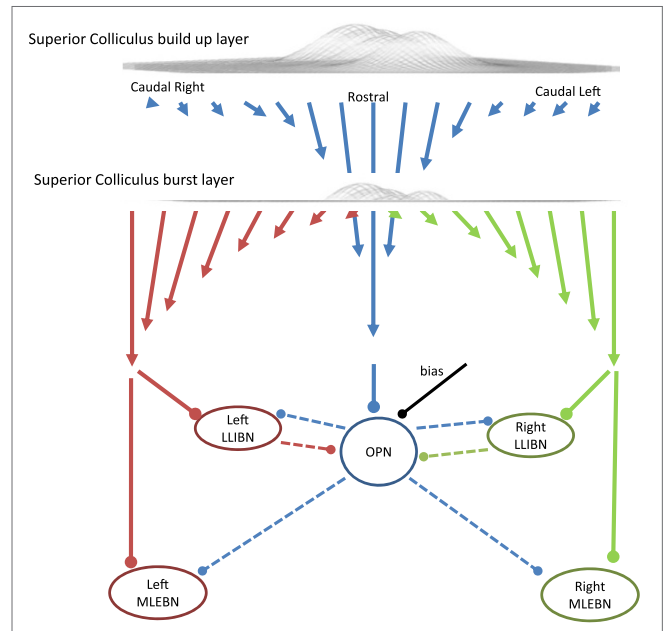 Superior Colliculus build up layer
Caudal Right
Rostral
Caudal Left
Superior Colliculus burst layer
bias
Left
LLIBN
OPN
Right
LLIBN
Left
MLEBN
Right
MLEBN